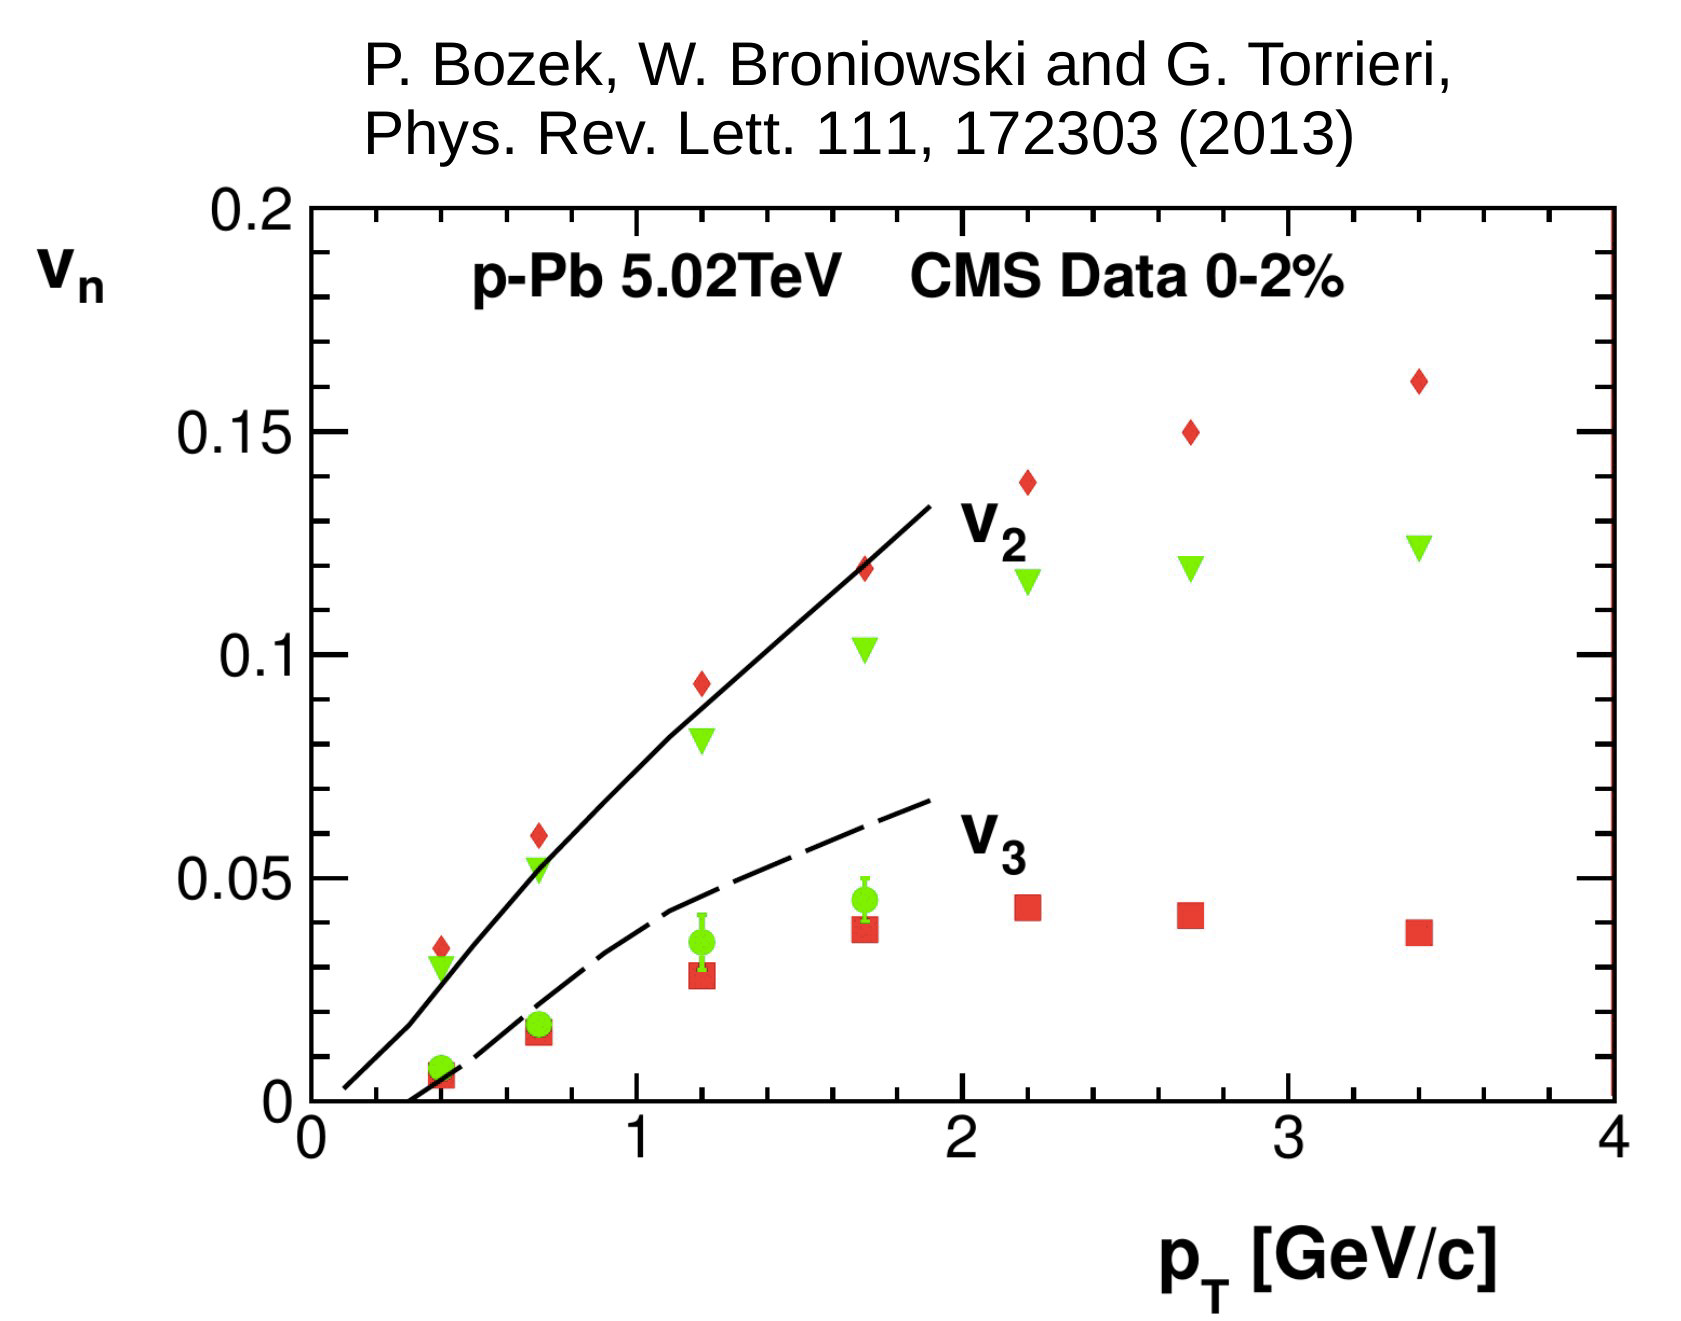 P. Bozek, W. Broniowski and G. Torrieri,
Phys. Rev. Lett. 111, 172303 (2013)
0.2
vn
p-Pb 5.02TeV CMS Data 0-2%
0.15
v2
0.1
v3
0.05
0
0 1 2 3 4
pT [GeV/c]